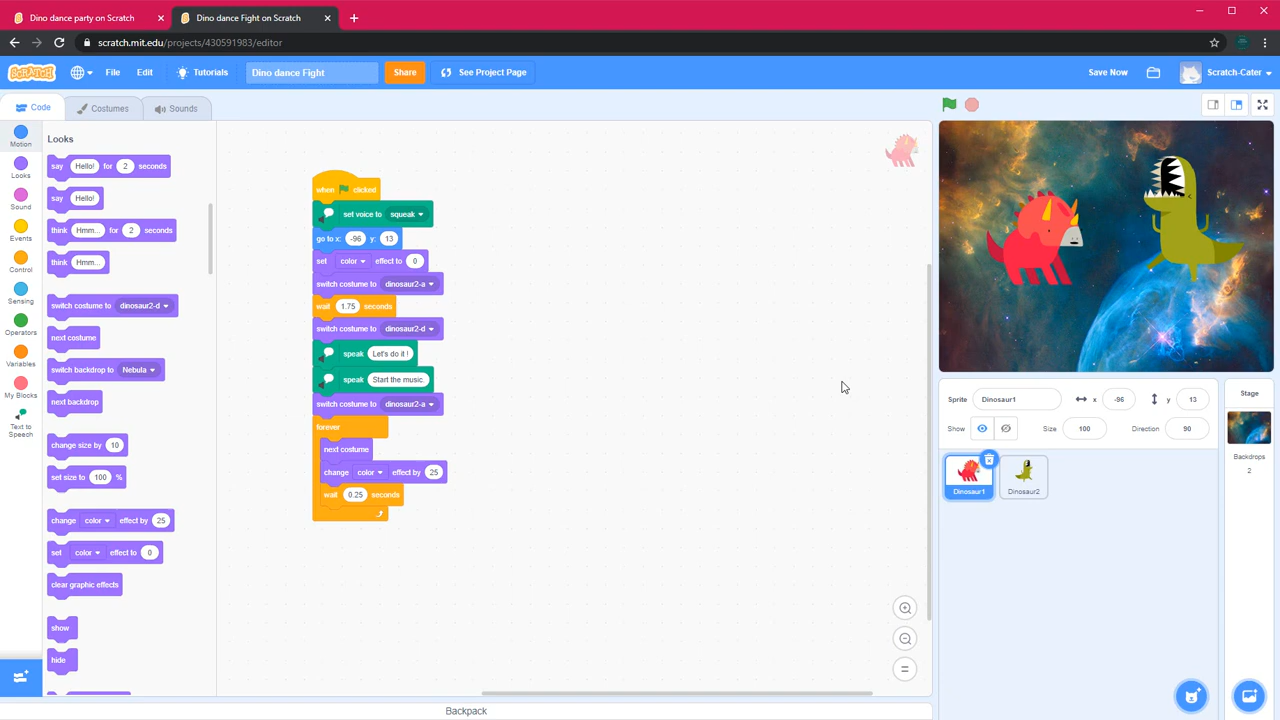 Dino dance party on Scratch
Dino dance Fight on Scratch
scratch.mit.edu/projects/430591983/editor
SCRATCH
File
Edit
Tutorials
Dino dance Fight
Share
See Project Page
Save Now
Scratch-Cater
Code
Costumes
Sounds
Motion
Looks
Sound
Events
Control
Sensing
Operators
Variables
My Blocks
Text to
Speech
Looks
say Hello! for 2 seconds
say Hello!
think Hmm... for 2 seconds
think Hmm...
switch costume to dinosaur2-d
next costume
switch backdrop to Nebula
next backdrop
change size by 10
set size to 100 %
change color effect by 25
set color effect to 0
clear graphic effects
show
hide
when clicked
set voice to squeak
go to x: -96 y: 13
set color effect to 0
switch costume to dinosaur2-a
wait 1.75 seconds
switch costume to dinosaur2-d
speak Let's do it !
speak Start the music.
switch costume to dinosaur2-a
forever
next costume
change color effect by 25
wait 0.25 seconds
Backpack
Sprite Dinosaur1 x -96 y 13
Show Size 100 Direction 90
Dinosaur1
Dinosaur2
Stage
Backdrops
2